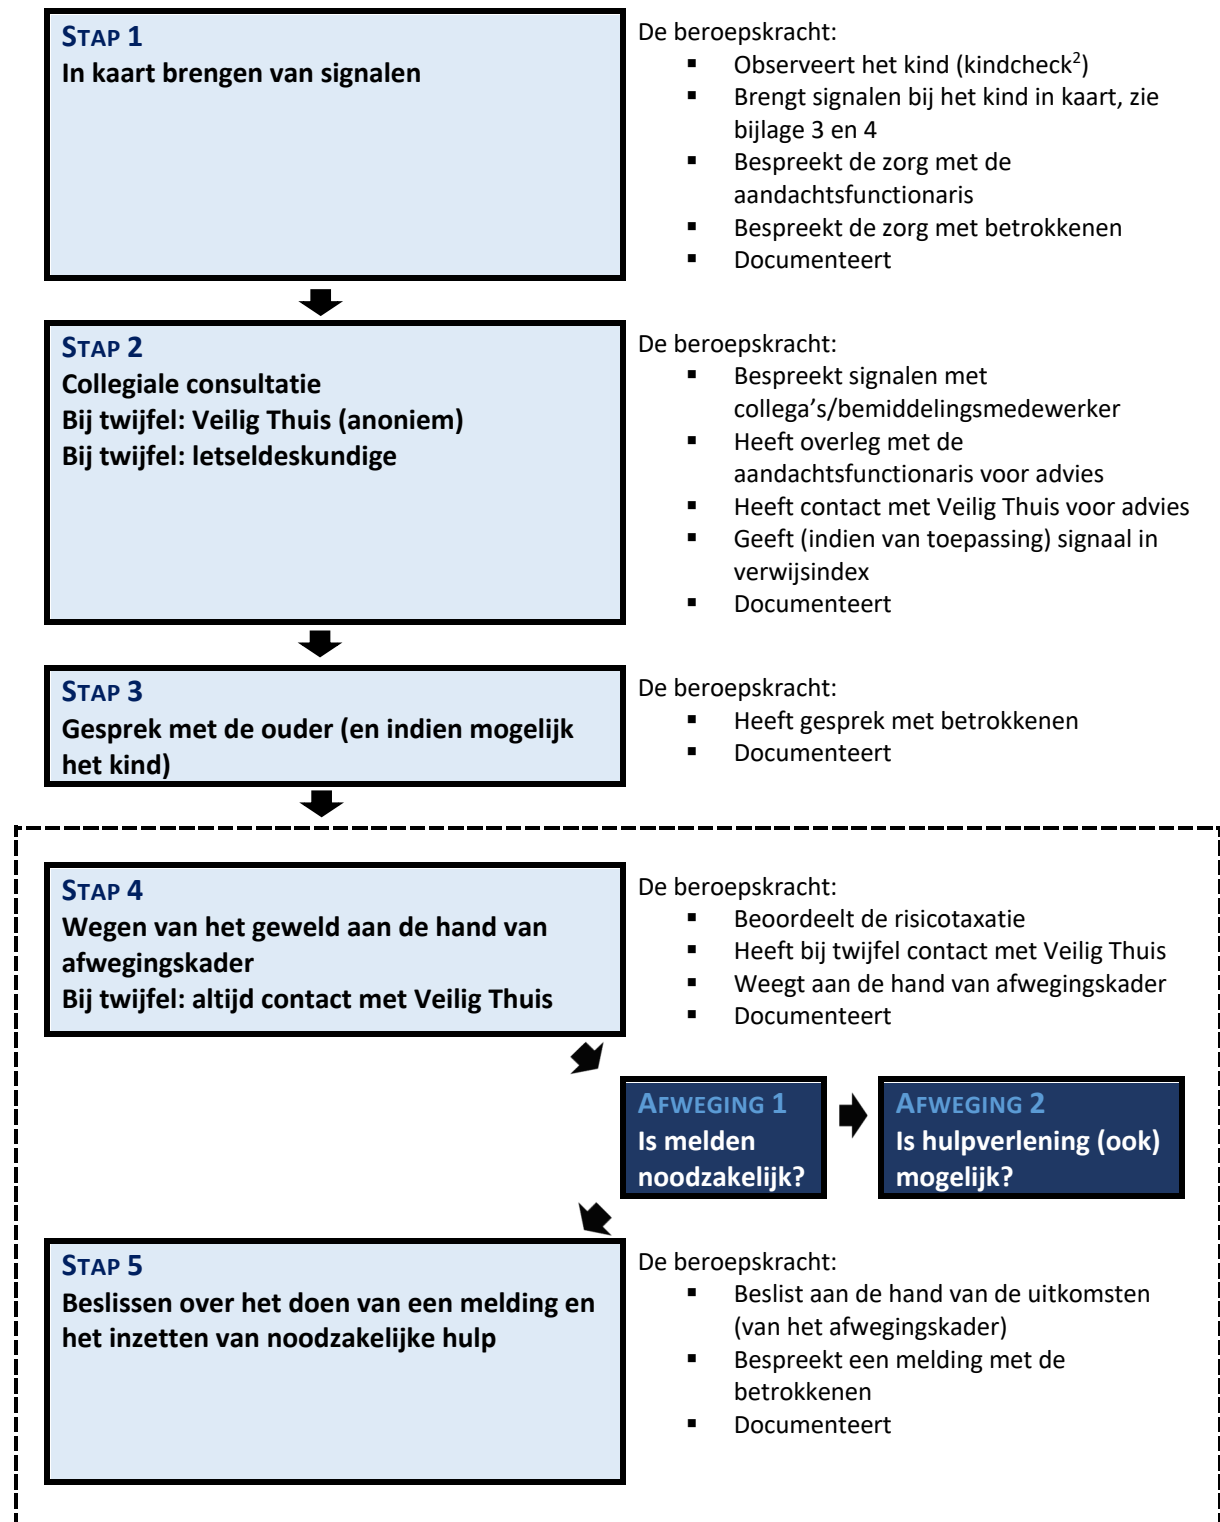 STAP 1
In kaart brengen van signalen
De beroepskracht:
▪ Observeert het kind (kindcheck²)
▪ Brengt signalen bij het kind in kaart, zie
bijlage 3 en 4
▪ Bespreekt de zorg met de
aandachtsfunctionaris
▪ Bespreekt de zorg met betrokkenen
▪ Documenteert
STAP 2
Collegiale consultatie
Bij twijfel: Veilig Thuis (anoniem)
Bij twijfel: letseldeskundige
De beroepskracht:
▪ Bespreekt signalen met
collega's/bemiddelingsmedewerker
▪ Heeft overleg met de
aandachtsfunctionaris voor advies
▪ Heeft contact met Veilig Thuis voor advies
▪ Geeft (indien van toepassing) signaal in
verwijsindex
▪ Documenteert
STAP 3
Gesprek met de ouder (en indien mogelijk
het kind)
De beroepskracht:
▪ Heeft gesprek met betrokkenen
▪ Documenteert
STAP 4
Wegen van het geweld aan de hand van
afwegingskader
Bij twijfel: altijd contact met Veilig Thuis
De beroepskracht:
▪ Beoordeelt de risicotaxatie
▪ Heeft bij twijfel contact met Veilig Thuis
▪ Weegt aan de hand van afwegingskader
▪ Documenteert
AFWEGING 1
Is melden
noodzakelijk?
AFWEGING 2
Is hulpverlening (ook)
mogelijk?
STAP 5
Beslissen over het doen van een melding en
het inzetten van noodzakelijke hulp
De beroepskracht:
▪ Beslist aan de hand van de uitkomsten
(van het afwegingskader)
▪ Bespreekt een melding met de
betrokkenen
▪ Documenteert